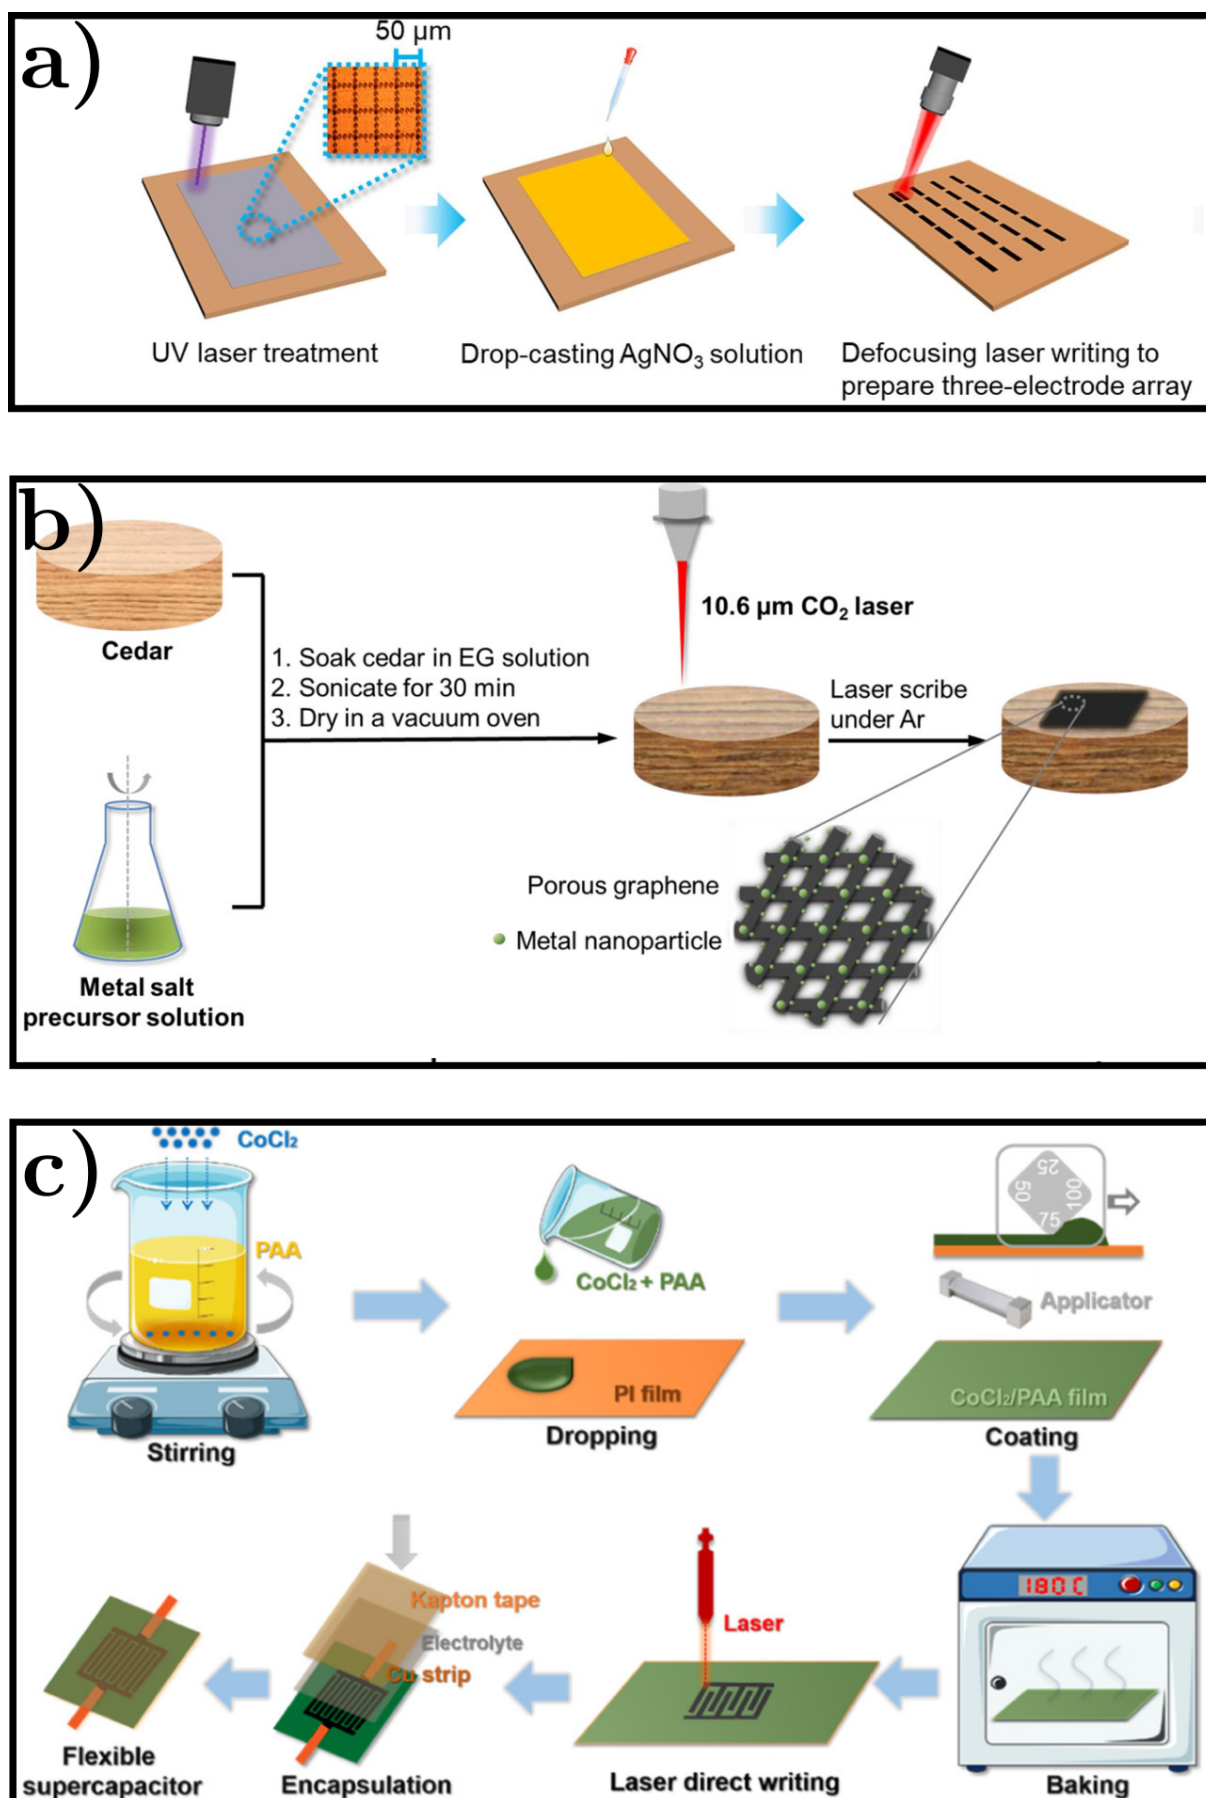 a)
50 µm
UV laser treatment
Drop-casting AgNO₃ solution
Defocusing laser writing to
prepare three-electrode array
b)
Cedar
1. Soak cedar in EG solution
2. Sonicate for 30 min
3. Dry in a vacuum oven
10.6 µm CO₂ laser
Laser scribe
under Ar
Metal salt
precursor solution
Porous graphene
Metal nanoparticle
c)
CoCl₂
PAA
Stirring
CoCl₂ + PAA
PI film
Dropping
25
50
100
75
Applicator
CoCl₂/PAA film
Coating
180C
Baking
Laser
Laser direct writing
Kapton tape
Electrolyte
Cu strip
Encapsulation
Flexible
supercapacitor